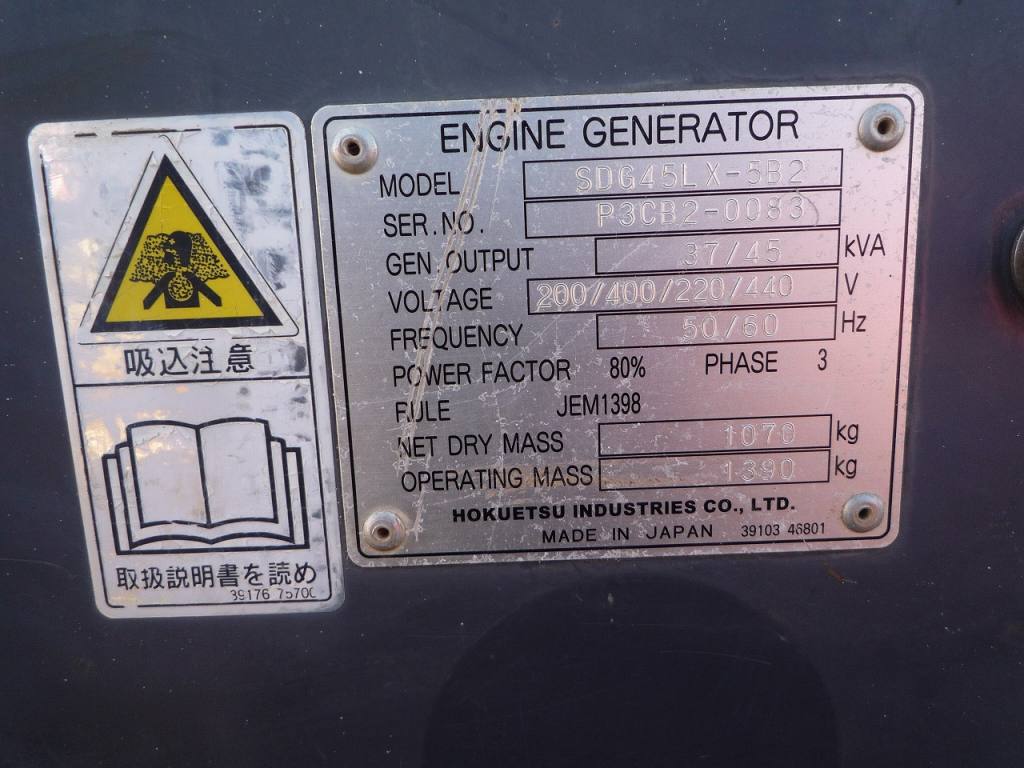 吸込注意
取扱説明書を読め
39176 75700
ENGINE GENERATOR
MODEL SDG45LX-5B2
SER.NO. P3CB2-0083
GEN.OUTPUT 37/45 kVA
VOLTAGE 200/400/220/440 V
FREQUENCY 50/60 Hz
POWER FACTOR 80% PHASE 3
RULE JEM1398
NET DRY MASS 1070 kg
OPERATING MASS 1390 kg
HOKUETSU INDUSTRIES CO., LTD.
MADE IN JAPAN 39103 46801